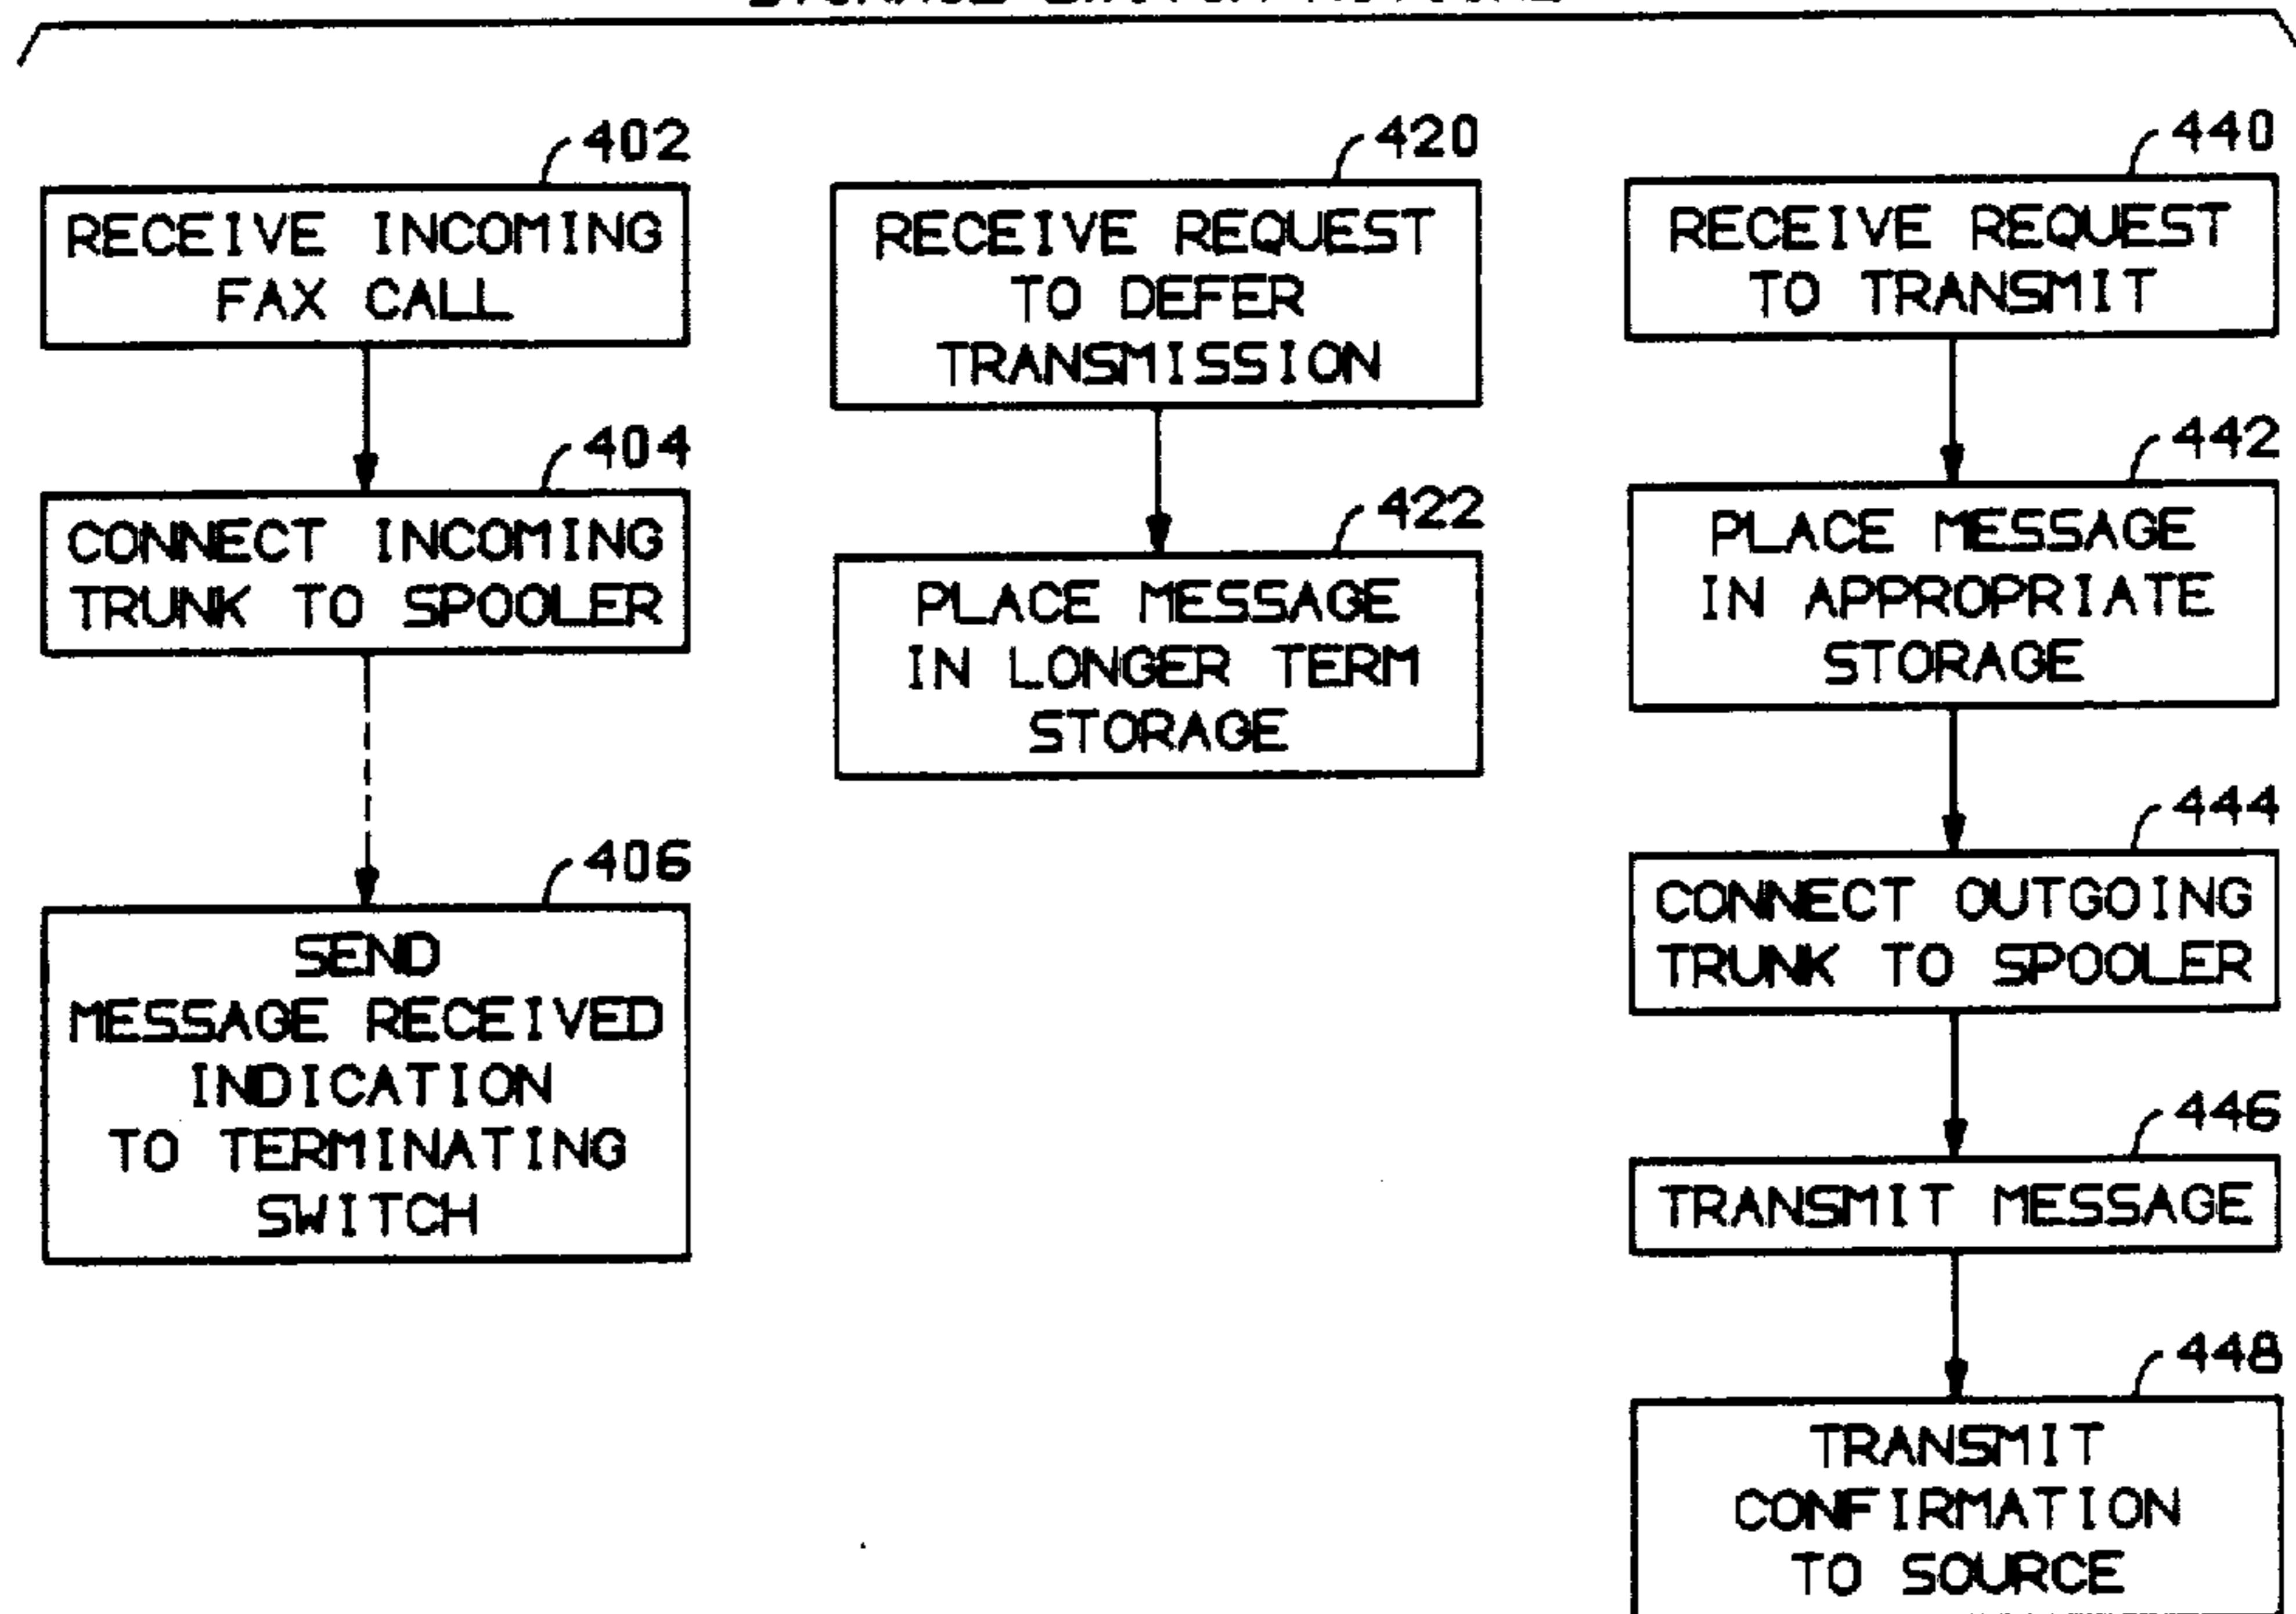 402
RECEIVE INCOMING
FAX CALL
404
CONNECT INCOMING
TRUNK TO SPOOLER
406
SEND
MESSAGE RECEIVED
INDICATION
TO TERMINATING
SWITCH
420
RECEIVE REQUEST
TO DEFER
TRANSMISSION
422
PLACE MESSAGE
IN LONGER TERM
STORAGE
440
RECEIVE REQUEST
TO TRANSMIT
442
PLACE MESSAGE
IN APPROPRIATE
STORAGE
444
CONNECT OUTGOING
TRUNK TO SPOOLER
446
TRANSMIT MESSAGE
448
TRANSMIT
CONFIRMATION
TO SOURCE